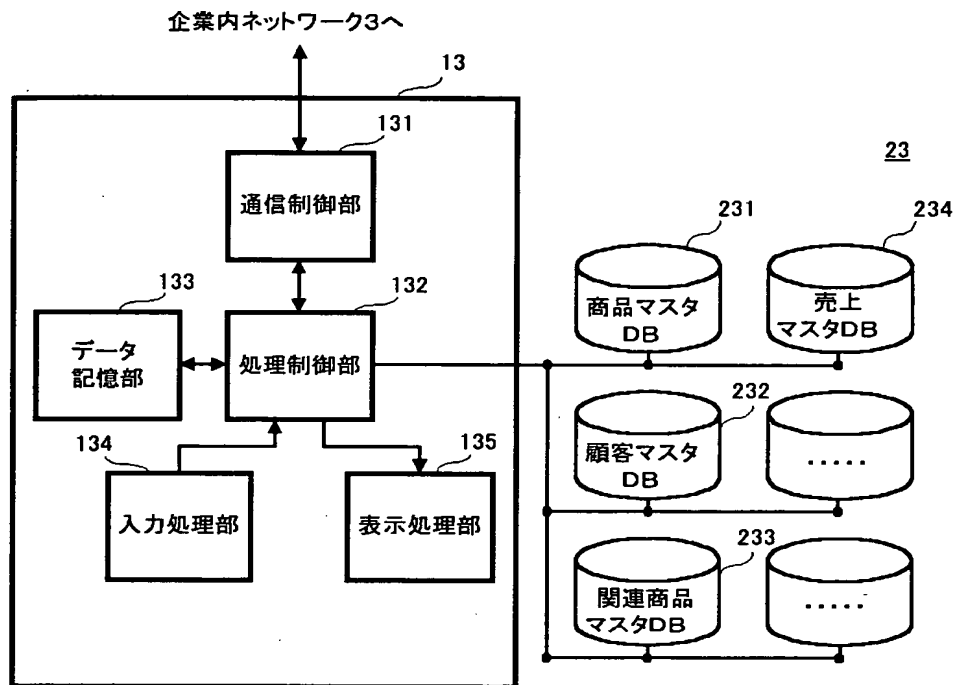 企業内ネットワーク3へ
13
131
通信制御部
23
231
商品マスタ
DB
234
売上
マスタDB
133
データ
記憶部
132
処理制御部
232
顧客マスタ
DB
.....
134
入力処理部
135
表示処理部
233
関連商品
マスタDB
.....